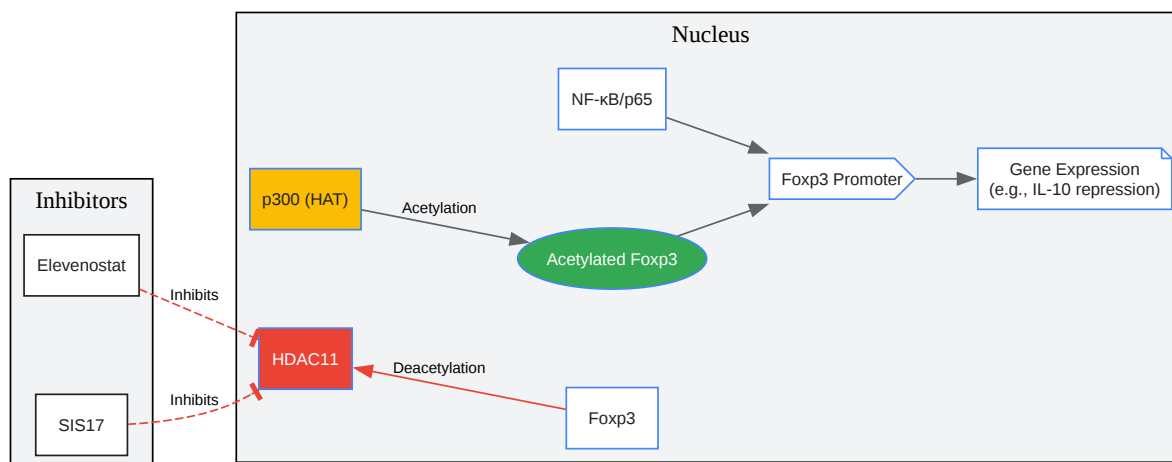 Nucleus
NF-κB/p65
Foxp3 Promoter
Gene Expression
(e.g., IL-10 repression)
p300 (HAT)
Acetylation
Acetylated Foxp3
Inhibitors
Elevenostat
Inhibits
HDAC11
Deacetylation
Foxp3
Inhibits
SIS17